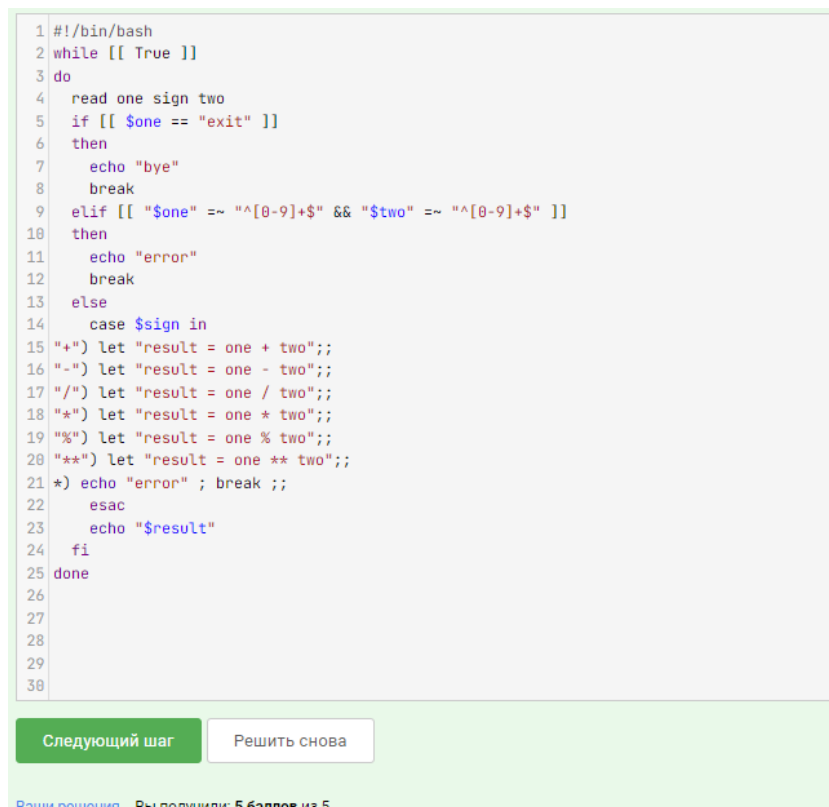 1 #!/bin/bash
2 while [[ True ]]
3 do
4   read one sign two
5   if [[ $one == "exit" ]]
6   then
7     echo "bye"
8     break
9   elif [[ "$one" =~ "^[0-9]+$" && "$two" =~ "^[0-9]+$" ]]
10   then
11     echo "error"
12     break
13   else
14     case $sign in
15 "+") let "result = one + two";;
16 "-") let "result = one - two";;
17 "/") let "result = one / two";;
18 "*") let "result = one * two";;
19 "%") let "result = one % two";;
20 "**") let "result = one ** two";;
21 *) echo "error" ; break ;;
22     esac
23     echo "$result"
24   fi
25 done
26
27
28
29
30
Следующий шаг Решить снова
Ваши решения Вы получили: 5 баллов из 5